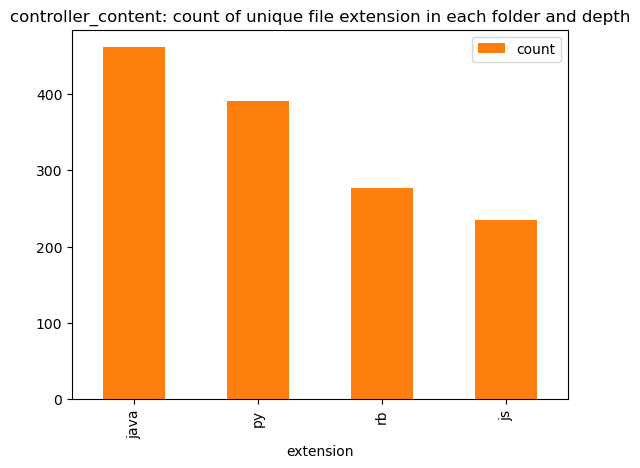 controller_content: count of unique file extension in each folder and depth
count
400
300
200
100
0
java
py
rb
js
extension